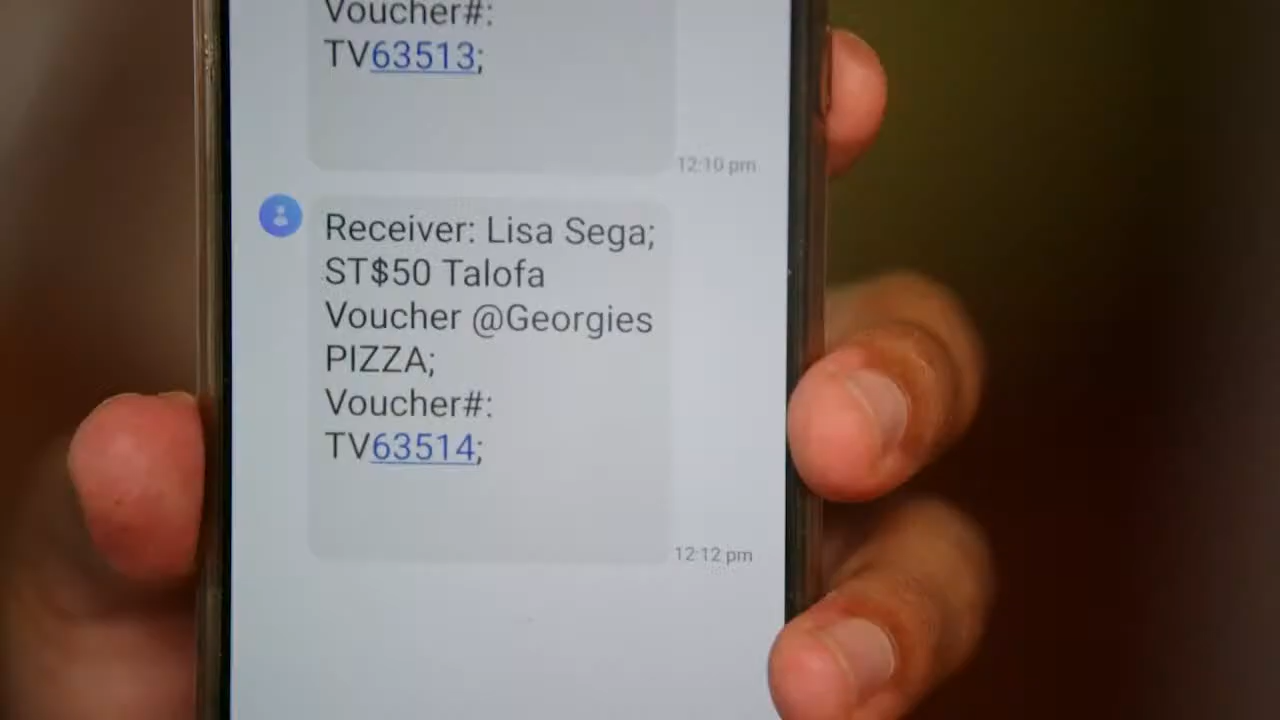 Voucher#:
TV63513;
12:10 pm
Receiver: Lisa Sega;
ST$50 Talofa
Voucher @Georgies
PIZZA;
Voucher#:
TV63514;
12:12 pm